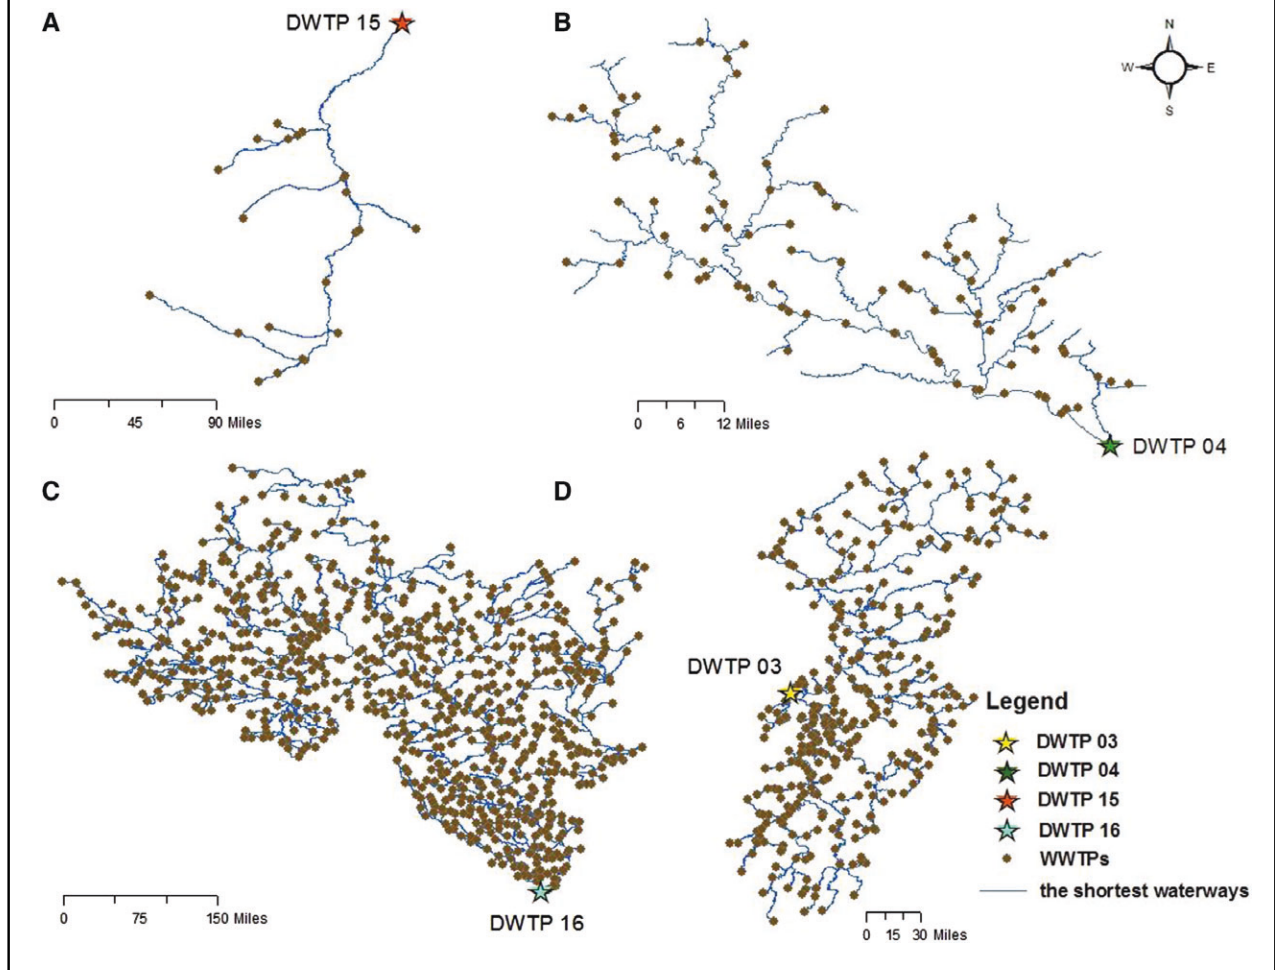 A
DWTP 15
B
N
W E
S
0 45 90 Miles
0 6 12 Miles
DWTP 04
C
D
DWTP 03
Legend
DWTP 03
DWTP 04
DWTP 15
DWTP 16
WWTPs
the shortest waterways
0 75 150 Miles
DWTP 16
0 15 30 Miles